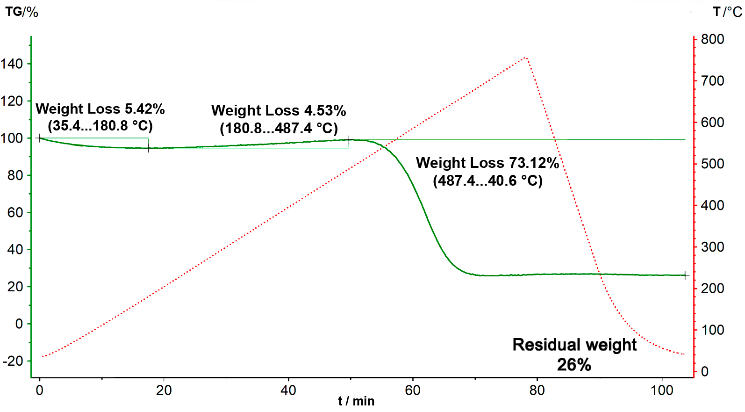 TG/%
T/°C
140
120
100
80
60
40
20
0
-20
800
700
600
500
400
300
200
100
0
Weight Loss 5.42%
(35.4...180.8 °C)
Weight Loss 4.53%
(180.8...487.4 °C)
Weight Loss 73.12%
(487.4...40.6 °C)
Residual weight
26%
0 20 40 60 80 100
t / min